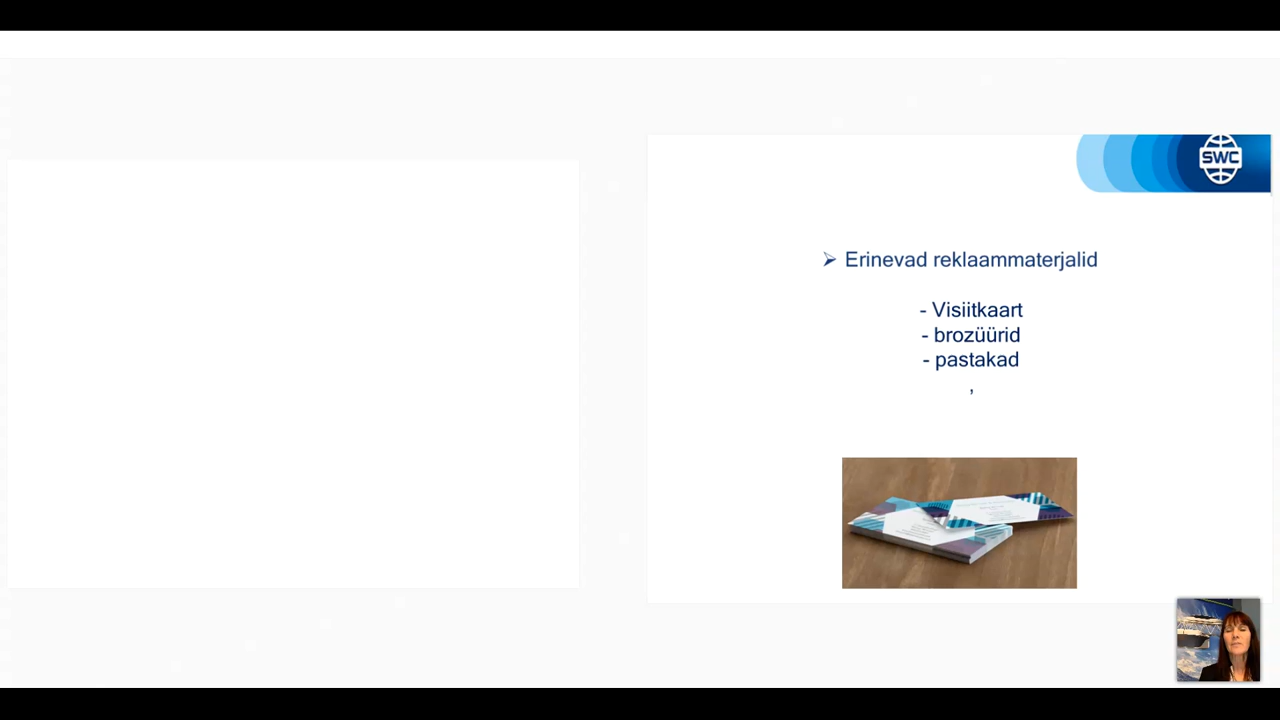 SWC
➢ Erinevad reklaammaterjalid
- Visiitkaart
- brozüürid
- pastakad
,